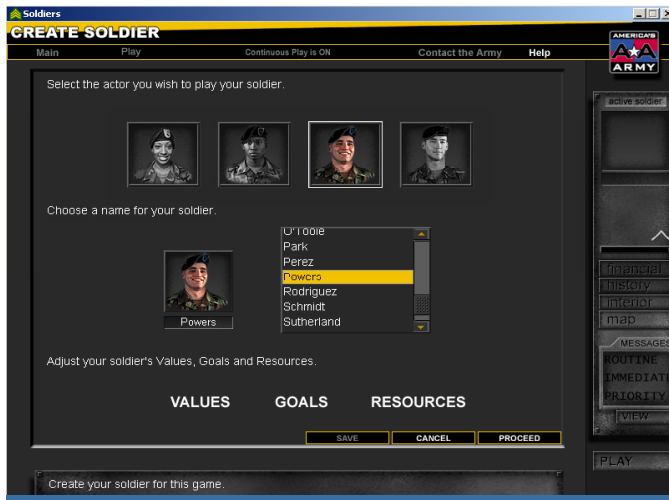 Soldiers
CREATE SOLDIER
Main Play Continuous Play is ON Contact the Army Help
AMERICA'S
ARMY
Select the actor you wish to play your soldier.
active soldier
Choose a name for your soldier.
O'Toole
Park
Perez
Powers
Rodriguez
Schmidt
Sutherland
Powers
financial
history
interior
map
MESSAGES
ROUTINE
IMMEDIATE
PRIORITY
VIEW
Adjust your soldier's Values, Goals and Resources.
VALUES GOALS RESOURCES
SAVE CANCEL PROCEED
PLAY
Create your soldier for this game.